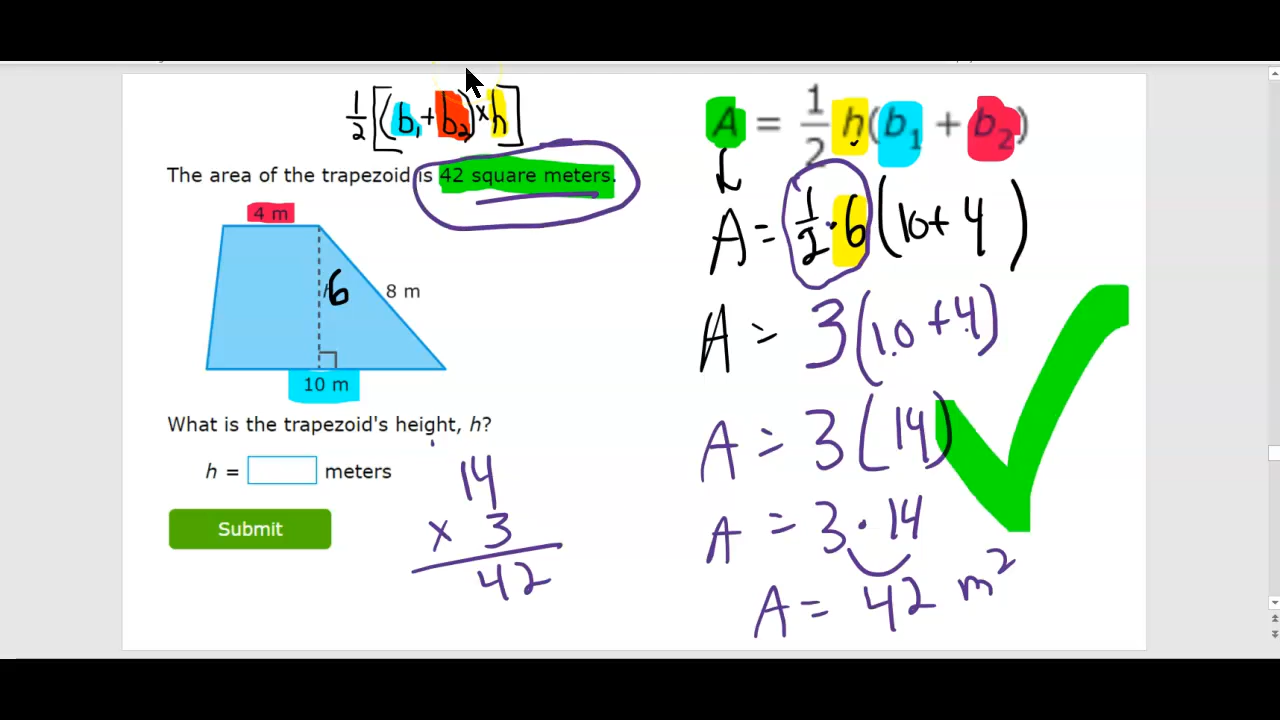 ½[(b₁+b₂)×h]
The area of the trapezoid is 42 square meters.
4 m
6
8 m
10 m
What is the trapezoid's height, h?
h = meters
Submit
14
× 3
42
A = ½h(b₁ + b₂)
A = ½·6(10+4)
A = 3(10+4)
A = 3(14)
A = 3·14
A = 42 m²